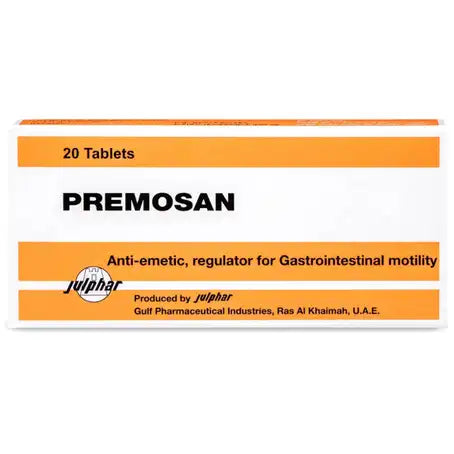 20 Tablets
PREMOSAN
Anti-emetic, regulator for Gastrointestinal motility
julphar
Produced by julphar
Gulf Pharmaceutical Industries, Ras Al Khaimah, U.A.E.